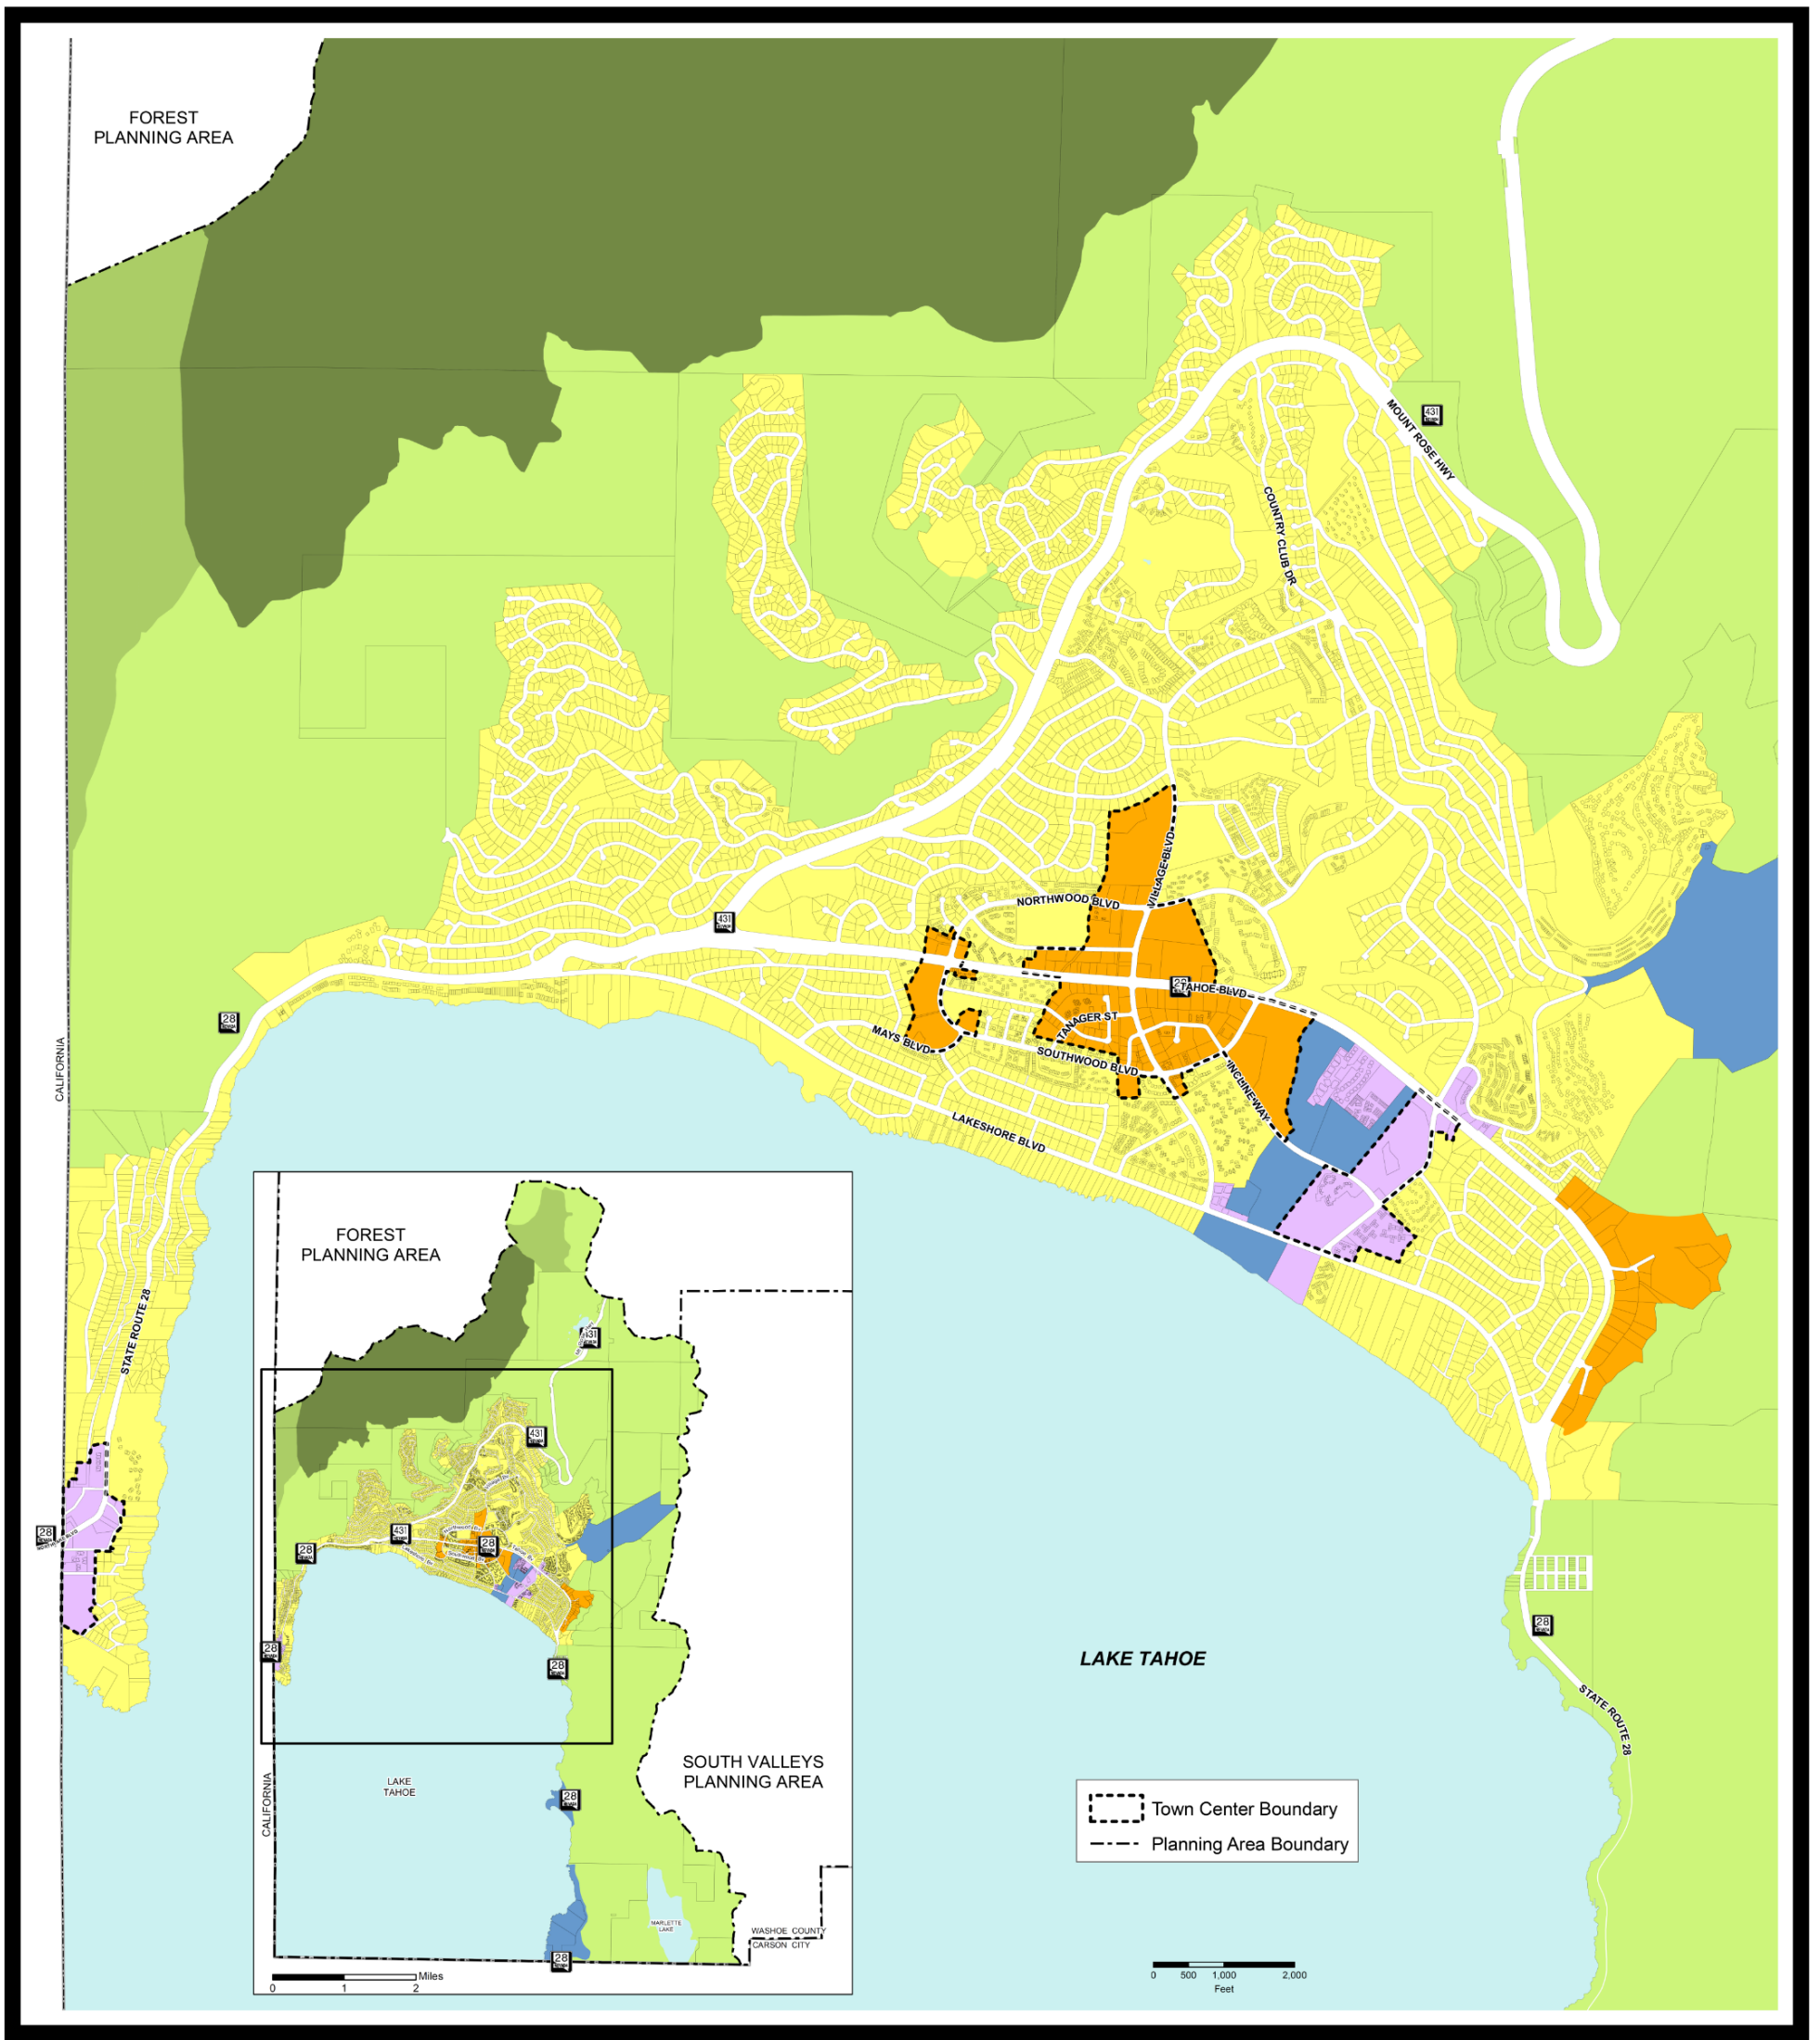 FOREST
PLANNING AREA
431
MOUNT ROSE HWY
COUNTRY CLUB DR
VILLAGE BLVD
NORTHWOOD BLVD
431
28
TAHOE BLVD
28
TANAGER ST
MAYS BLVD
SOUTHWOOD BLVD
INCLINE WAY
CALIFORNIA
LAKESHORE BLVD
STATE ROUTE 28
28
FOREST
PLANNING AREA
431
431
431
28
28
28
28
SOUTH VALLEYS
PLANNING AREA
LAKE
TAHOE
CALIFORNIA
28
MARLETTE
LAKE
WASHOE COUNTY
CARSON CITY
28
Miles
0 1 2
LAKE TAHOE
28
STATE ROUTE 28
Town Center Boundary
Planning Area Boundary
0 500 1,000 2,000
Feet